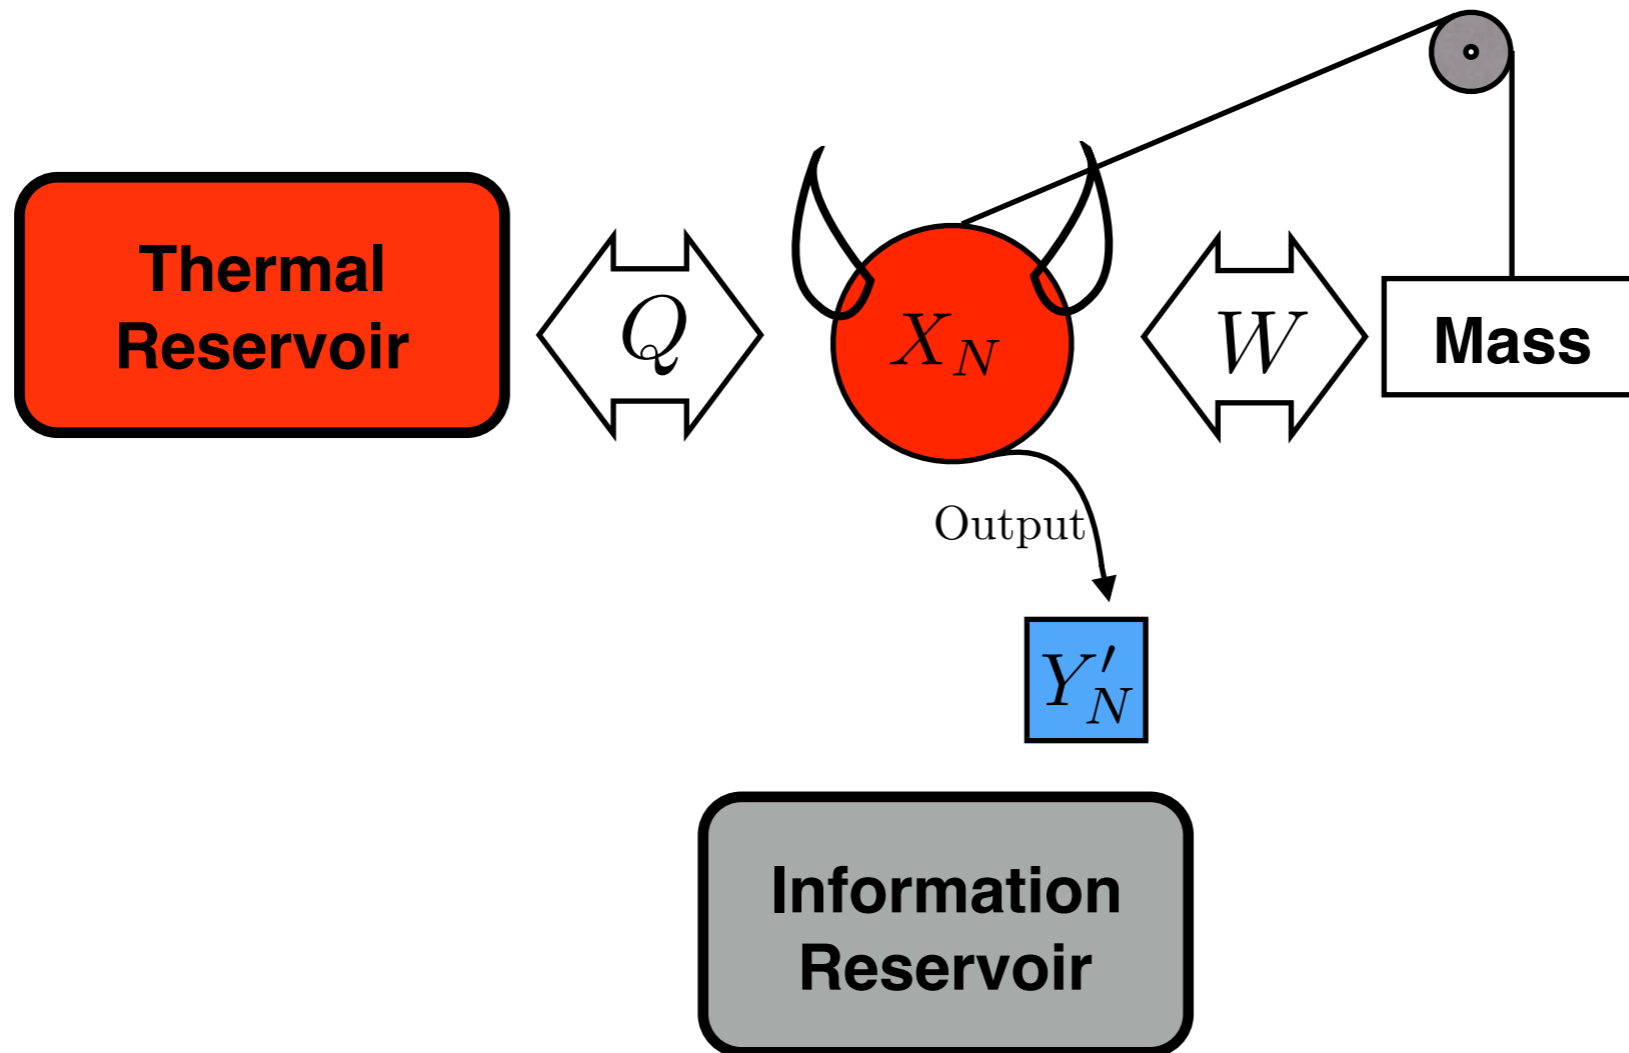 Thermal
Reservoir
Q
X_N
W
Mass
Output
Y'_N
Information
Reservoir